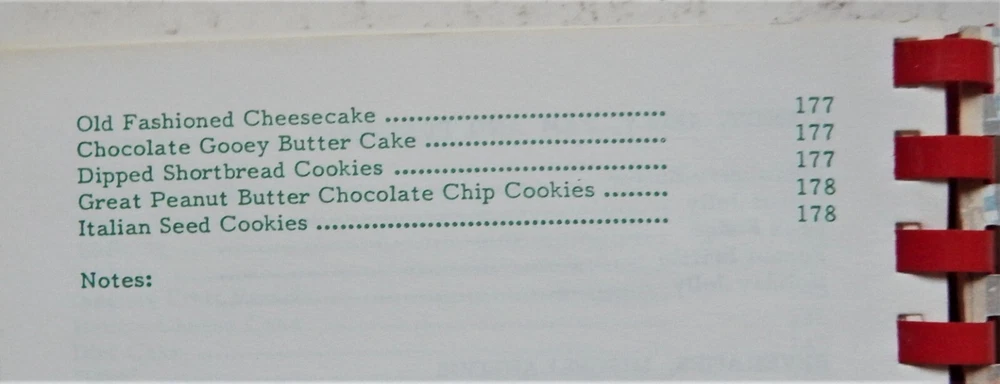 Old Fashioned Cheesecake ................................... 177
Chocolate Gooey Butter Cake .............................. 177
Dipped Shortbread Cookies .................................. 177
Great Peanut Butter Chocolate Chip Cookies ........ 178
Italian Seed Cookies ............................................ 178
Notes: